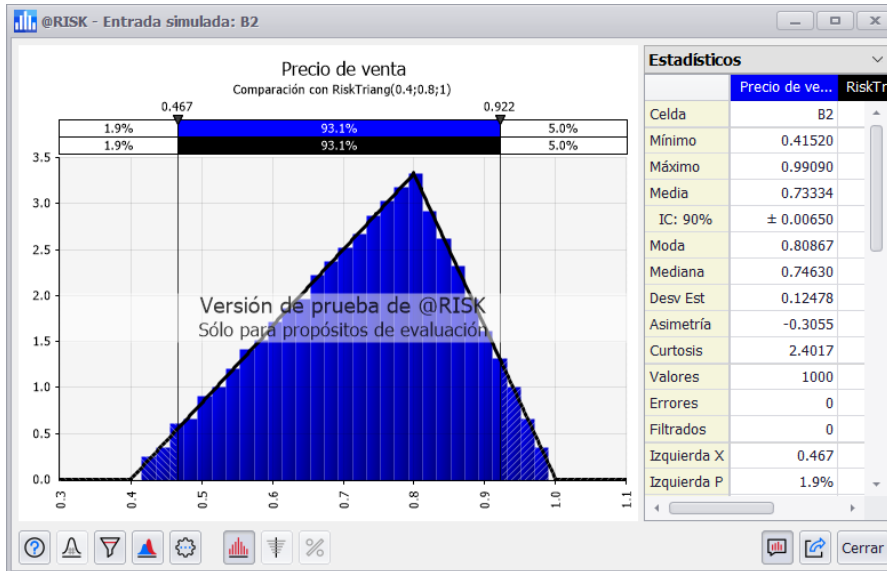 @RISK - Entrada simulada: B2
Precio de venta
Comparación con RiskTriang(0.4;0.8;1)
0.467 0.922
1.9% 93.1% 5.0%
1.9% 93.1% 5.0%
3.5
3.0
2.5
2.0
1.5
1.0
0.5
0.0
0.3 0.4 0.5 0.6 0.7 0.8 0.9 1.0 1.1
Versión de prueba de @RISK
Sólo para propósitos de evaluación
Estadísticos
Precio de ve... RiskTr
Celda B2
Mínimo 0.41520
Máximo 0.99090
Media 0.73334
IC: 90% ± 0.00650
Moda 0.80867
Mediana 0.74630
Desv Est 0.12478
Asimetría -0.3055
Curtosis 2.4017
Valores 1000
Errores 0
Filtrados 0
Izquierda X 0.467
Izquierda P 1.9%
Cerrar